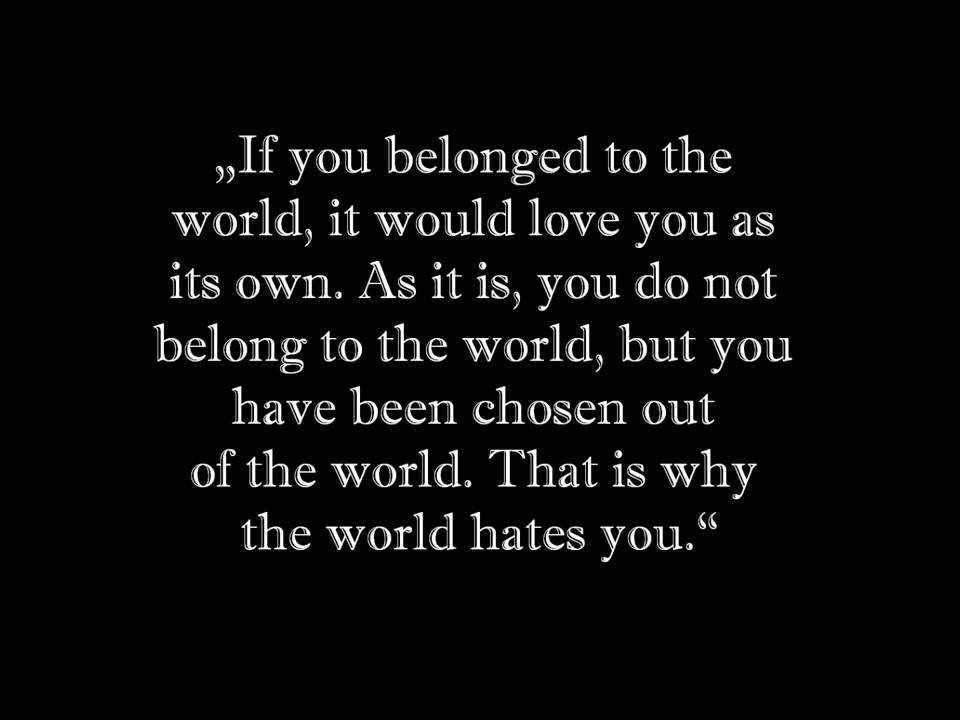 „If you belonged to the
world, it would love you as
its own. As it is, you do not
belong to the world, but you
have been chosen out
of the world. That is why
the world hates you.“